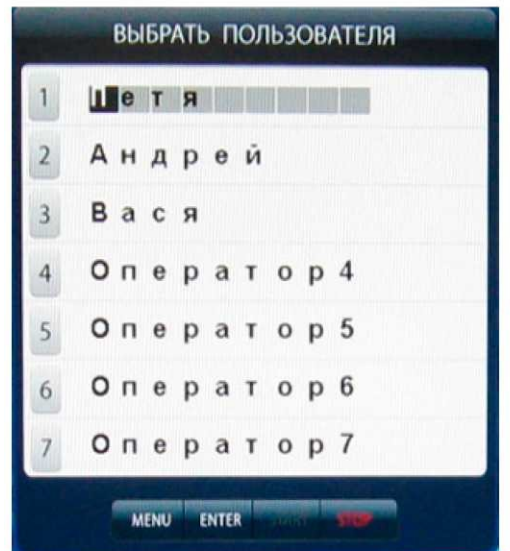 ВЫБРАТЬ ПОЛЬЗОВАТЕЛЯ
1 Петя
2 Андрей
3 Вася
4 Оператор4
5 Оператор5
6 Оператор6
7 Оператор7
MENU ENTER START STOP